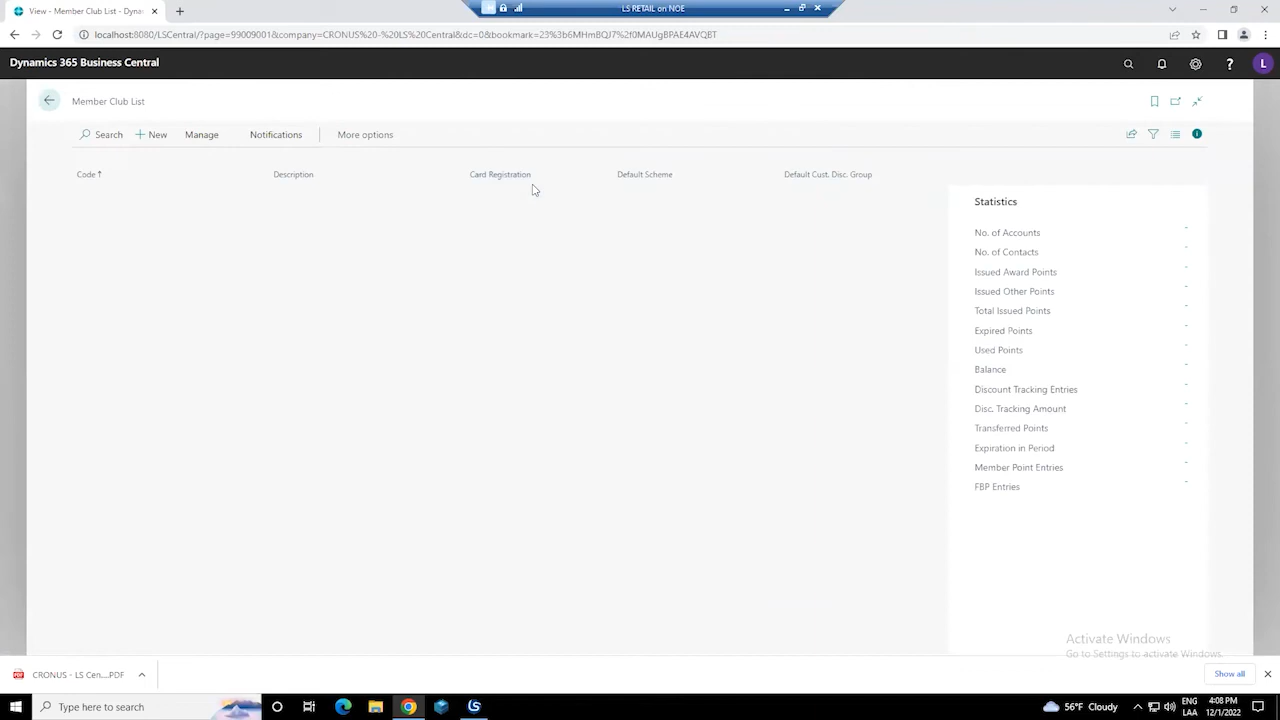 View - Member Club List - Dyna
LS RETAIL on NOE
localhost:8080/LSCentral/?page=99009001&company=CRONUS%20-%20LS%20Central&dc=0&bookmark=23%3b6MHmBQJ7%2f0MAUgBPAE4AVQBT
Dynamics 365 Business Central
? L
Member Club List
Search New Manage Notifications More options
Code ↑ Description Card Registration Default Scheme Default Cust. Disc. Group
Statistics
No. of Accounts -
No. of Contacts -
Issued Award Points -
Issued Other Points -
Total Issued Points -
Expired Points -
Used Points -
Balance -
Discount Tracking Entries -
Disc. Tracking Amount -
Transferred Points -
Expiration in Period -
Member Point Entries -
FBP Entries -
Activate Windows
Go to Settings to activate Windows.
CRONUS - LS Cen....PDF
Show all
Type here to search
56°F Cloudy
ENG
LAA
4:08 PM
12/1/2022